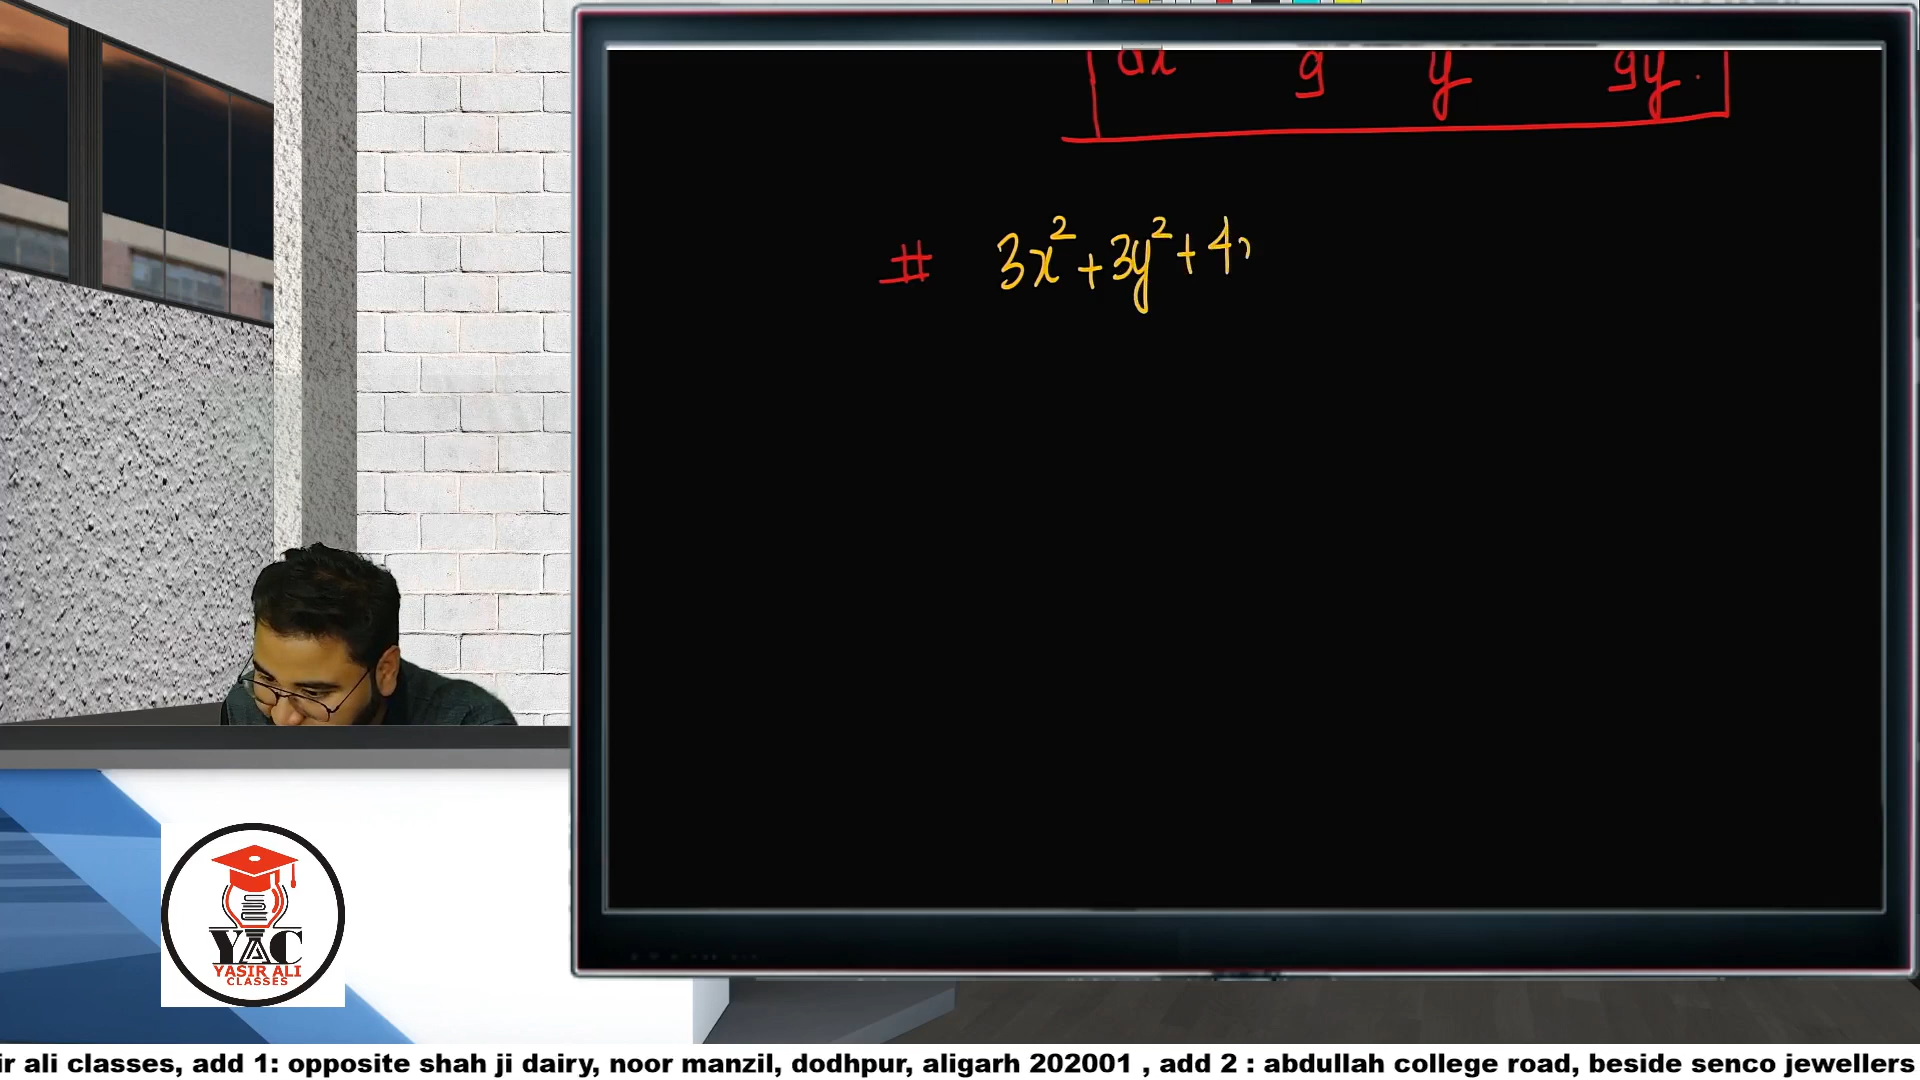 # 3x²+3y²+4
YAC
YASIR ALI
CLASSES
ir ali classes, add 1: opposite shah ji dairy, noor manzil, dodhpur, aligarh 202001 , add 2 : abdullah college road, beside senco jewellers